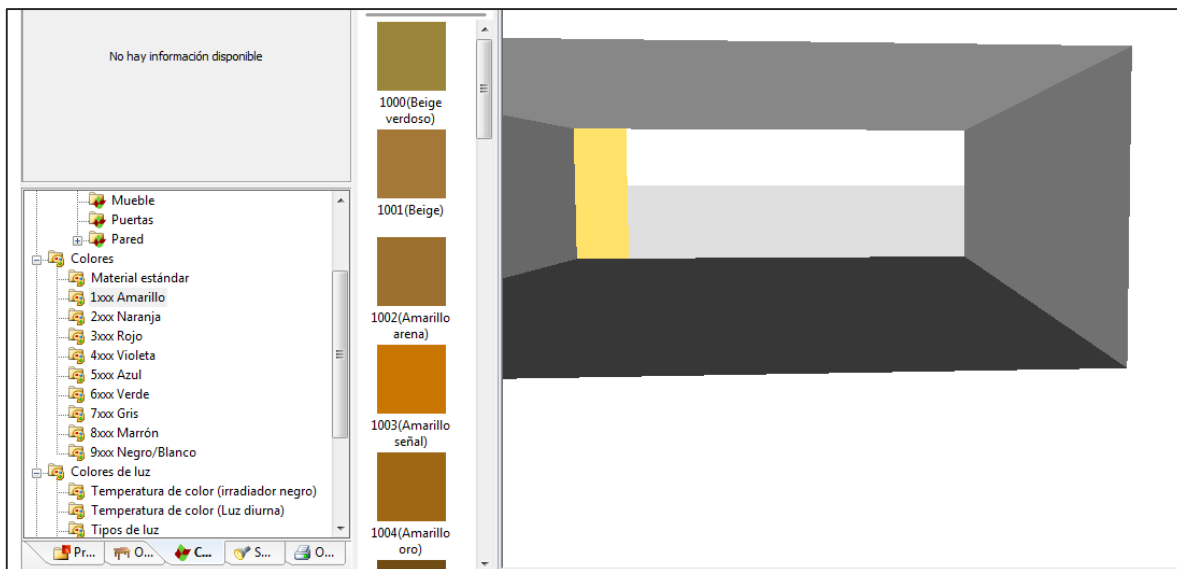 No hay información disponible
Mueble
Puertas
Pared
Colores
Material estándar
1xxx Amarillo
2xxx Naranja
3xxx Rojo
4xxx Violeta
5xxx Azul
6xxx Verde
7xxx Gris
8xxx Marrón
9xxx Negro/Blanco
Colores de luz
Temperatura de color (irradiador negro)
Temperatura de color (Luz diurna)
Tipos de luz
Pr...
O...
C...
S...
O...
1000(Beige
verdoso)
1001(Beige)
1002(Amarillo
arena)
1003(Amarillo
señal)
1004(Amarillo
oro)